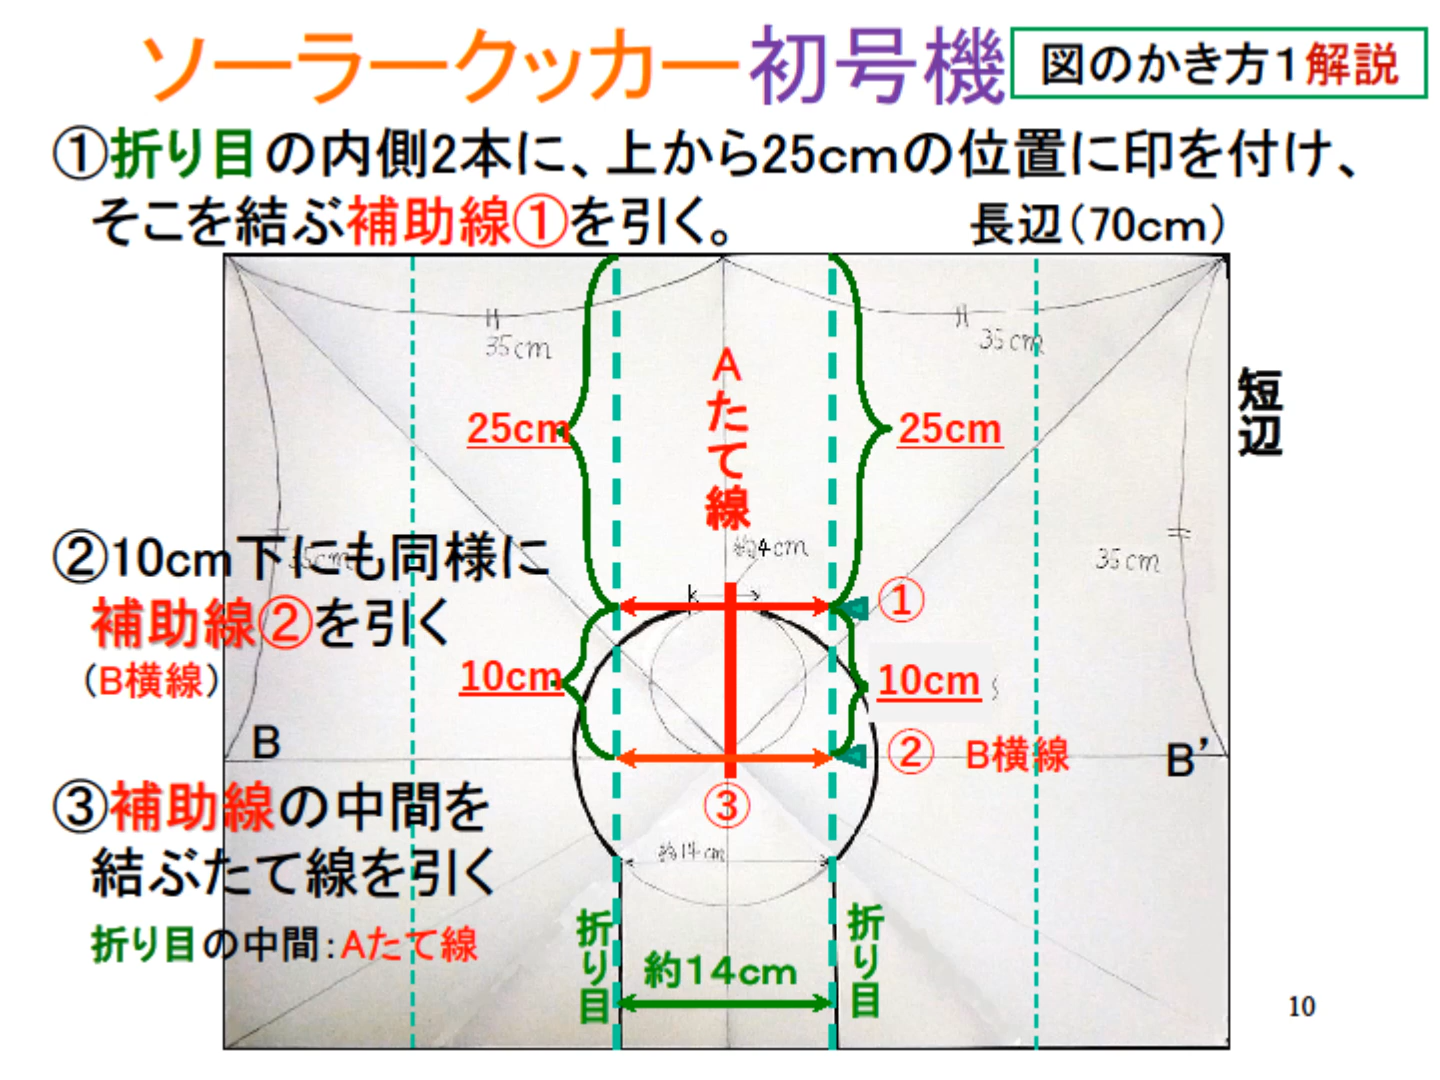 ソーラークッカー初号機
図のかき方１解説
①折り目の内側2本に、上から25cmの位置に印を付け、
そこを結ぶ補助線①を引く。
長辺（70cm）
35cm
35cm
Aたて線
25cm
25cm
短辺
約4cm
②10cm下にも同様に
35cm
35cm
補助線②を引く
①
（B横線）
10cm
10cm
B
②
B横線
B’
③補助線の中間を
③
結ぶたて線を引く
約14cm
折り目の中間：Aたて線
折り目
約14cm
折り目
10